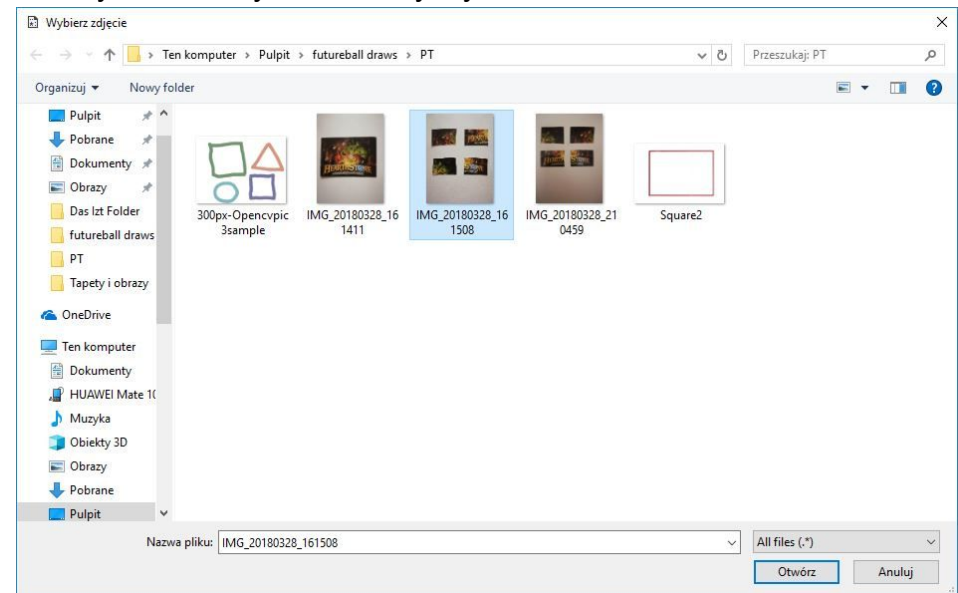 Wybierz zdjęcie
Ten komputer > Pulpit > futureball draws > PT
Przeszukaj: PT
Organizuj
Nowy folder
Pulpit
Pobrane
Dokumenty
Obrazy
Das Izt Folder
futureball draws
PT
Tapety i obrazy
OneDrive
Ten komputer
Dokumenty
HUAWEI Mate 10
Muzyka
Obiekty 3D
Obrazy
Pobrane
Pulpit
300px-Opencvpic
3sample
IMG_20180328_16
1411
IMG_20180328_16
1508
IMG_20180328_21
0459
Square2
Nazwa pliku: IMG_20180328_161508
All files (.*)
Otwórz
Anuluj